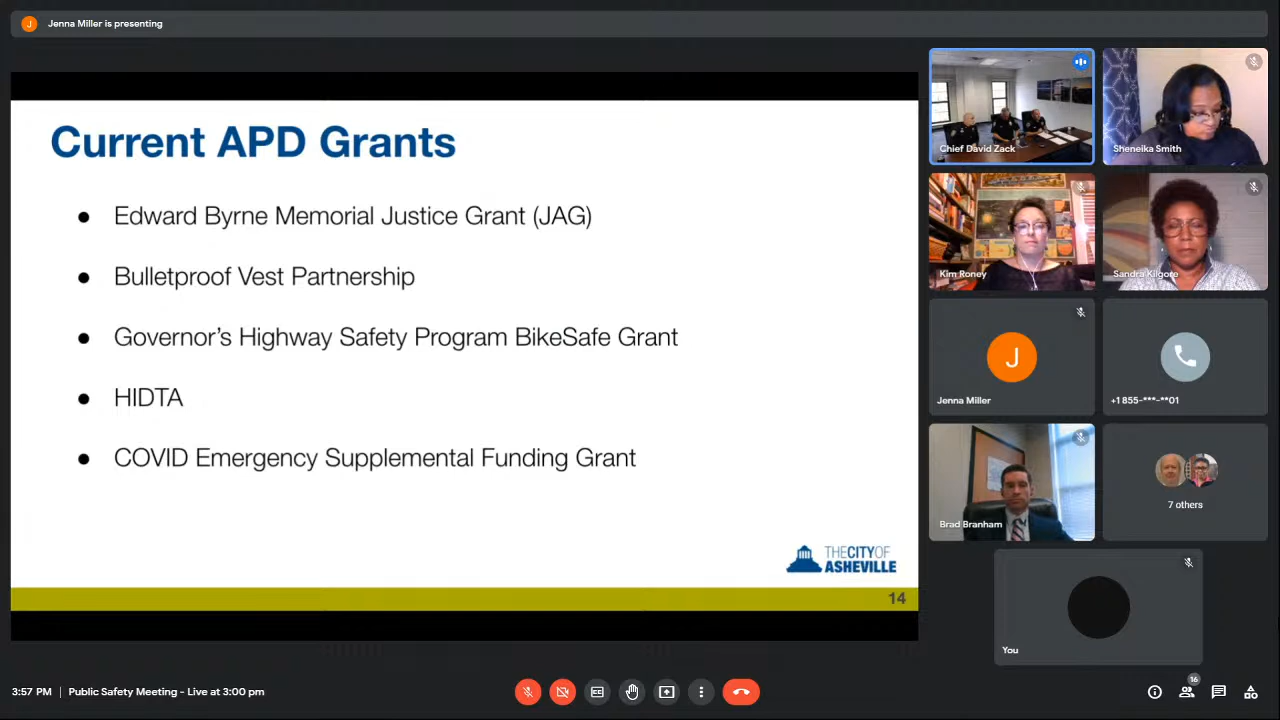 J
Jenna Miller is presenting
Current APD Grants
● Edward Byrne Memorial Justice Grant (JAG)
● Bulletproof Vest Partnership
● Governor's Highway Safety Program BikeSafe Grant
● HIDTA
● COVID Emergency Supplemental Funding Grant
THE CITY OF
ASHEVILLE
14
Chief David Zack
Sheneika Smith
Kim Roney
Sandra Kilgore
J
Jenna Miller
+1 855-***-**01
Brad Branham
7 others
You
3:57 PM | Public Safety Meeting - Live at 3:00 pm
CC
16